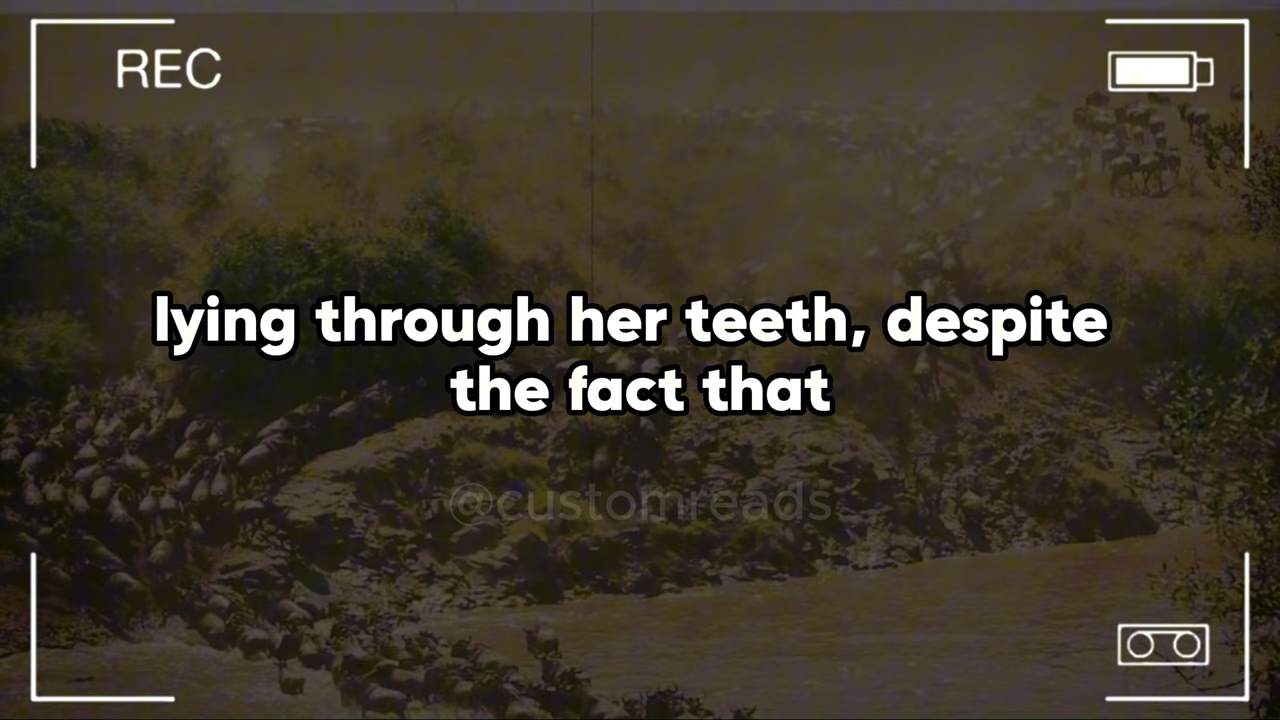 REC
lying through her teeth, despite
the fact that
@customreads